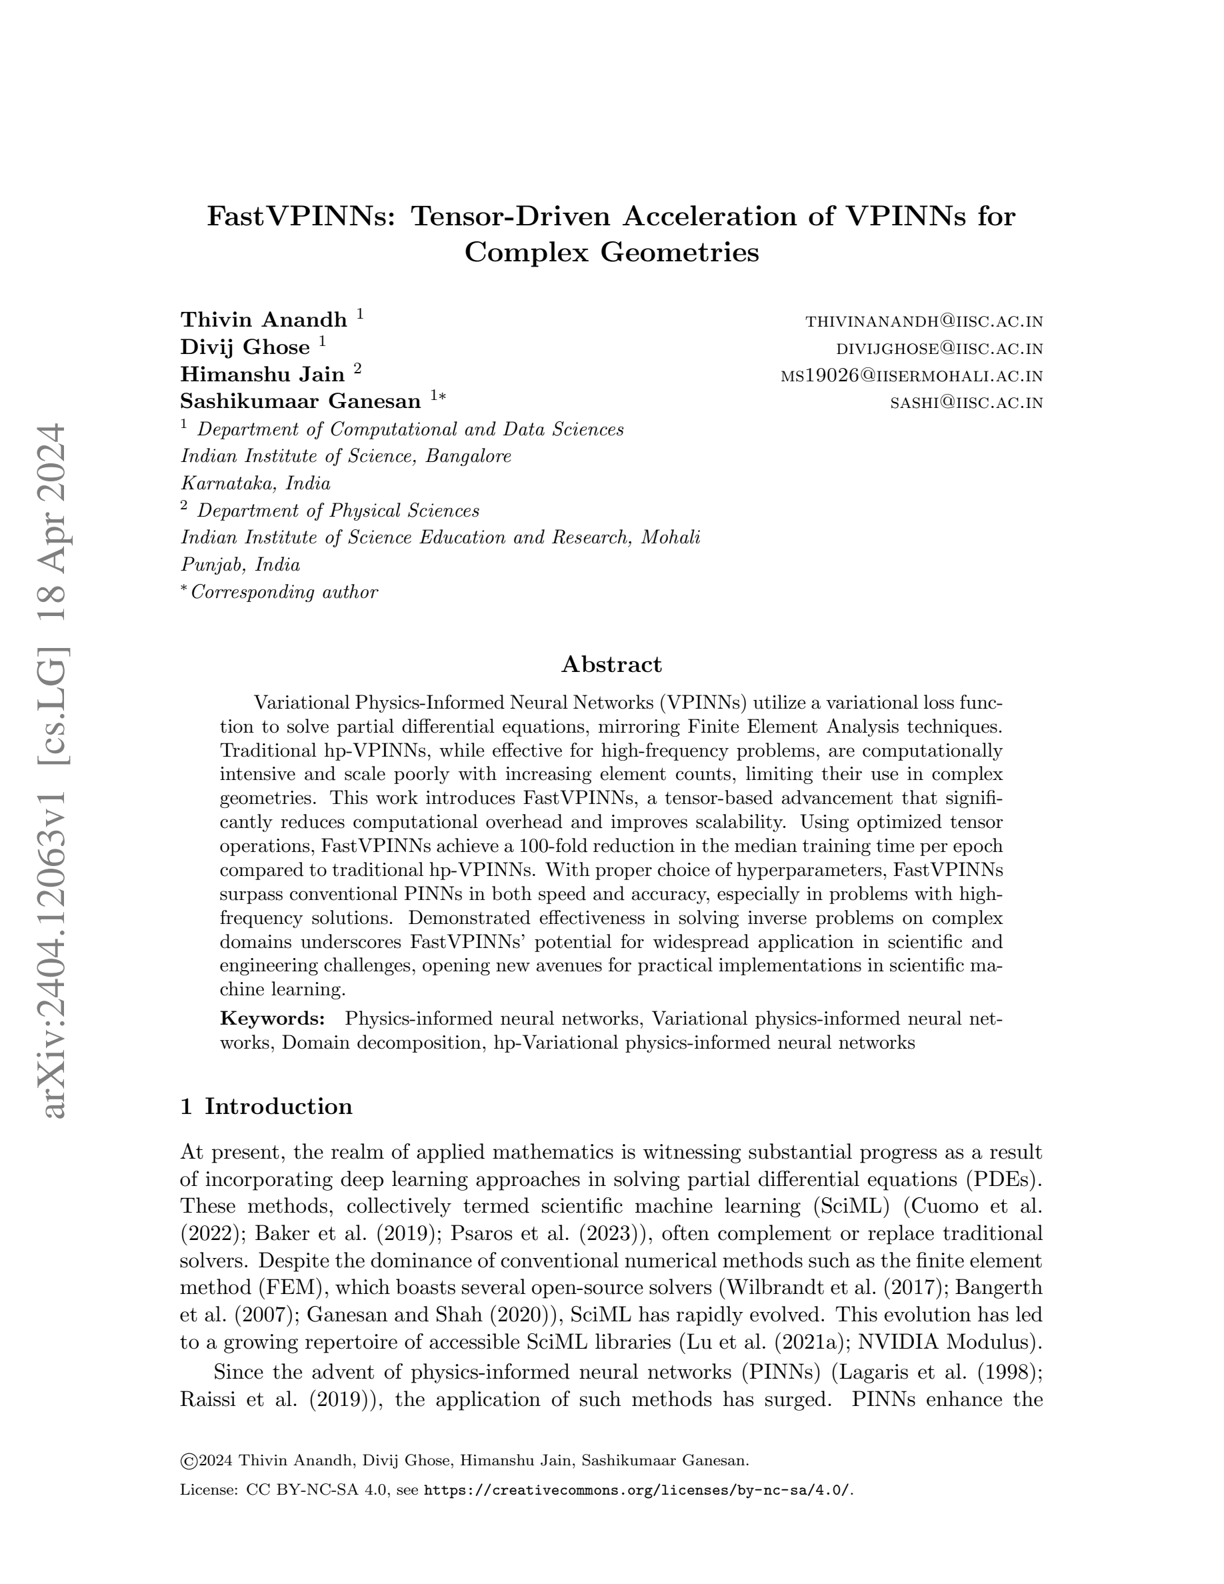 arXiv:2404.12063v1 [cs.LG] 18 Apr 2024
FastVPINNs: Tensor-Driven Acceleration of VPINNs for
Complex Geometries
Thivin Anandh 1 THIVINANANDH@IISC.AC.IN
Divij Ghose 1 DIVIJGHOSE@IISC.AC.IN
Himanshu Jain 2 MS19026@IISERMOHALI.AC.IN
Sashikumaar Ganesan 1* SASHI@IISC.AC.IN
1 Department of Computational and Data Sciences
Indian Institute of Science, Bangalore
Karnataka, India
2 Department of Physical Sciences
Indian Institute of Science Education and Research, Mohali
Punjab, India
*Corresponding author
Abstract
Variational Physics-Informed Neural Networks (VPINNs) utilize a variational loss func-
tion to solve partial differential equations, mirroring Finite Element Analysis techniques.
Traditional hp-VPINNs, while effective for high-frequency problems, are computationally
intensive and scale poorly with increasing element counts, limiting their use in complex
geometries. This work introduces FastVPINNs, a tensor-based advancement that signifi-
cantly reduces computational overhead and improves scalability. Using optimized tensor
operations, FastVPINNs achieve a 100-fold reduction in the median training time per epoch
compared to traditional hp-VPINNs. With proper choice of hyperparameters, FastVPINNs
surpass conventional PINNs in both speed and accuracy, especially in problems with high-
frequency solutions. Demonstrated effectiveness in solving inverse problems on complex
domains underscores FastVPINNs' potential for widespread application in scientific and
engineering challenges, opening new avenues for practical implementations in scientific ma-
chine learning.
Keywords: Physics-informed neural networks, Variational physics-informed neural net-
works, Domain decomposition, hp-Variational physics-informed neural networks
1 Introduction
At present, the realm of applied mathematics is witnessing substantial progress as a result
of incorporating deep learning approaches in solving partial differential equations (PDEs).
These methods, collectively termed scientific machine learning (SciML) (Cuomo et al.
(2022); Baker et al. (2019); Psaros et al. (2023)), often complement or replace traditional
solvers. Despite the dominance of conventional numerical methods such as the finite element
method (FEM), which boasts several open-source solvers (Wilbrandt et al. (2017); Bangerth
et al. (2007); Ganesan and Shah (2020)), SciML has rapidly evolved. This evolution has led
to a growing repertoire of accessible SciML libraries (Lu et al. (2021a); NVIDIA Modulus).
Since the advent of physics-informed neural networks (PINNs) (Lagaris et al. (1998);
Raissi et al. (2019)), the application of such methods has surged. PINNs enhance the
©2024 Thivin Anandh, Divij Ghose, Himanshu Jain, Sashikumaar Ganesan.
License: CC BY-NC-SA 4.0, see https://creativecommons.org/licenses/by-nc-sa/4.0/.